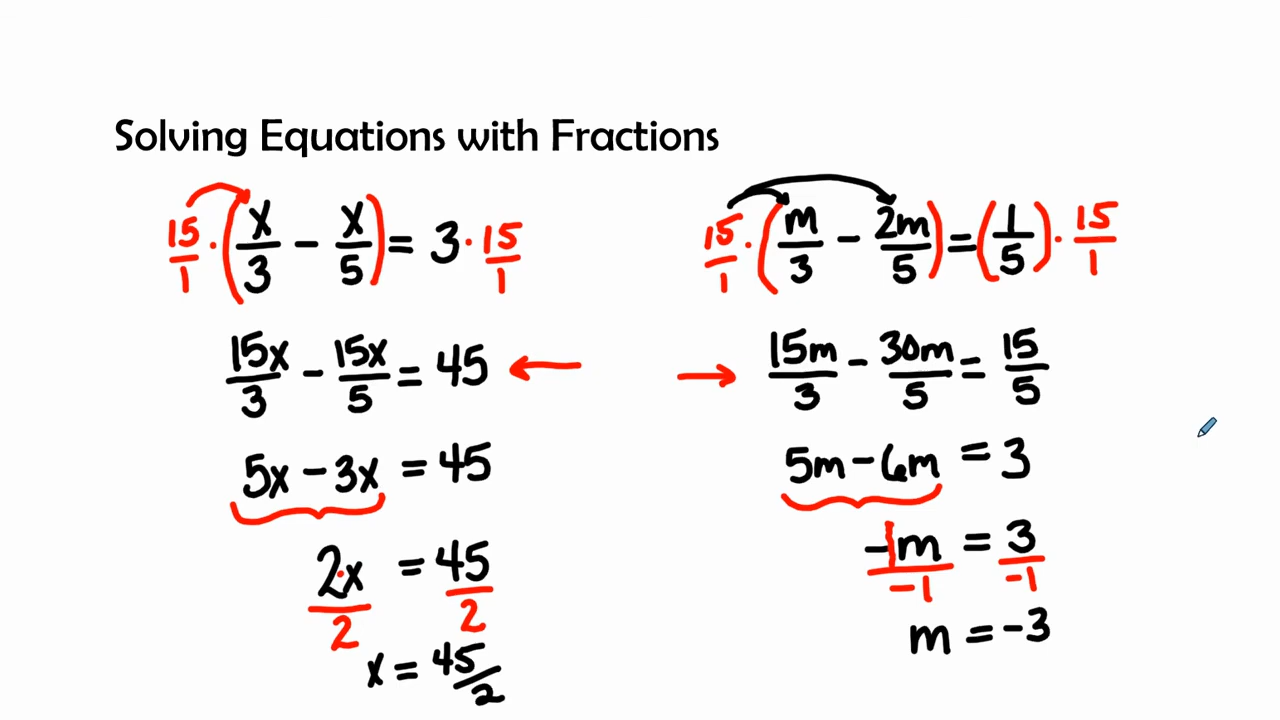 Solving Equations with Fractions
15/1 · (x/3 − x/5) = 3 · 15/1
15x/3 − 15x/5 = 45
5x − 3x = 45
2·x/2 = 45/2
x = 45/2
15/1 · (m/3 − 2m/5) = (1/5) · 15/1
15m/3 − 30m/5 = 15/5
5m − 6m = 3
−1m/−1 = 3/−1
m = −3